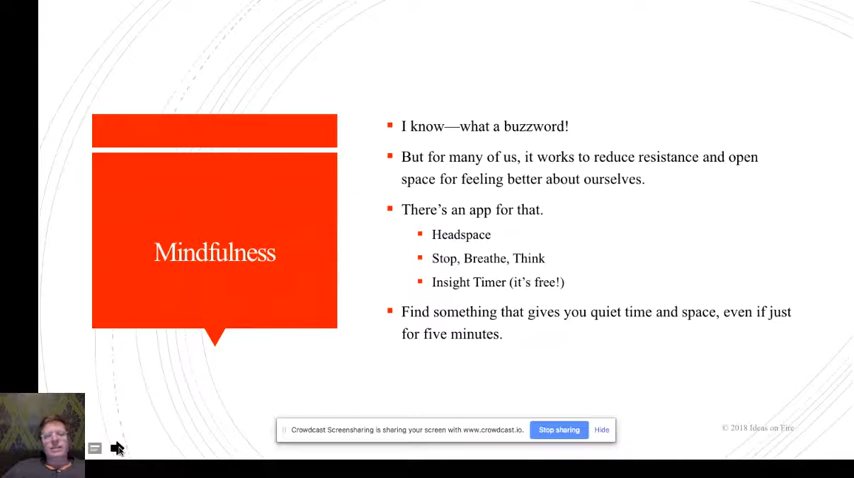 Mindfulness
I know—what a buzzword!
But for many of us, it works to reduce resistance and open
space for feeling better about ourselves.
There's an app for that.
Headspace
Stop, Breathe, Think
Insight Timer (it's free!)
Find something that gives you quiet time and space, even if just
for five minutes.
Crowdcast Screensharing is sharing your screen with www.crowdcast.io.
Stop sharing
Hide
© 2018 Ideas on Fire